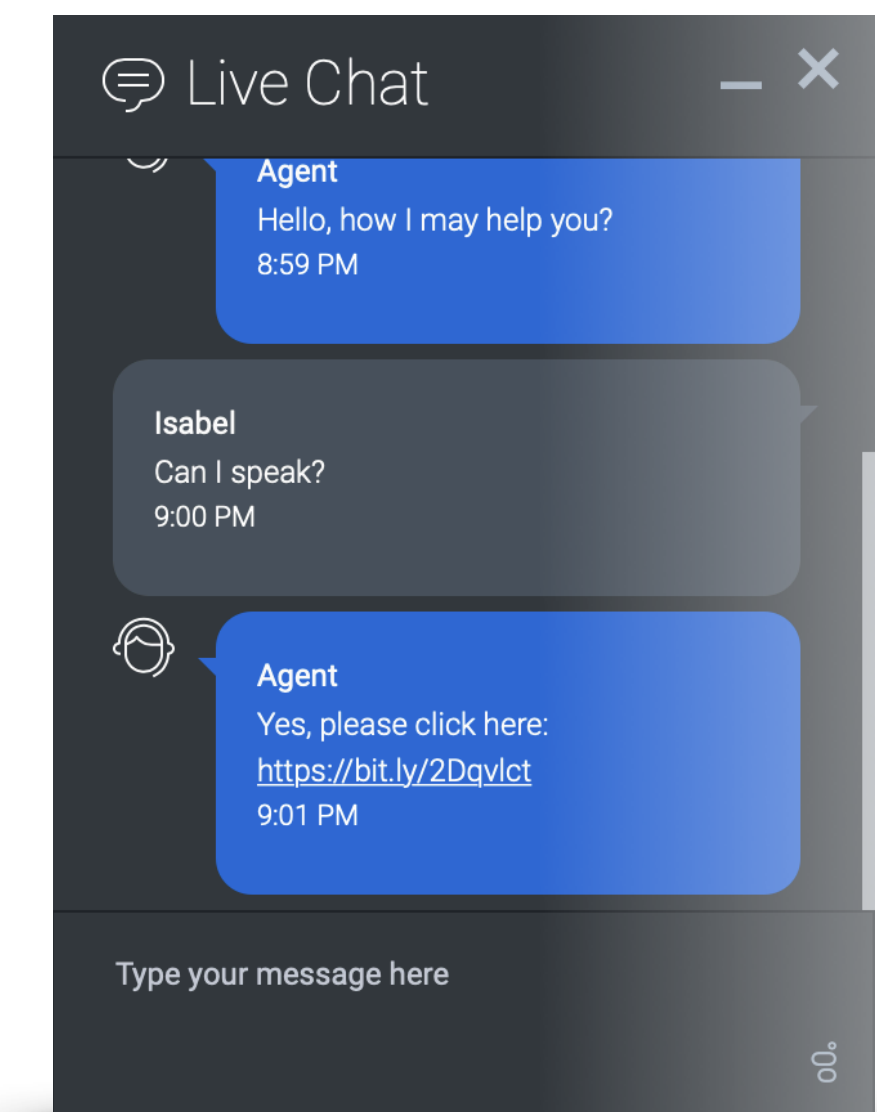 Live Chat
Agent
Hello, how I may help you?
8:59 PM
Isabel
Can I speak?
9:00 PM
Agent
Yes, please click here:
https://bit.ly/2Dqvlct
9:01 PM
Type your message here